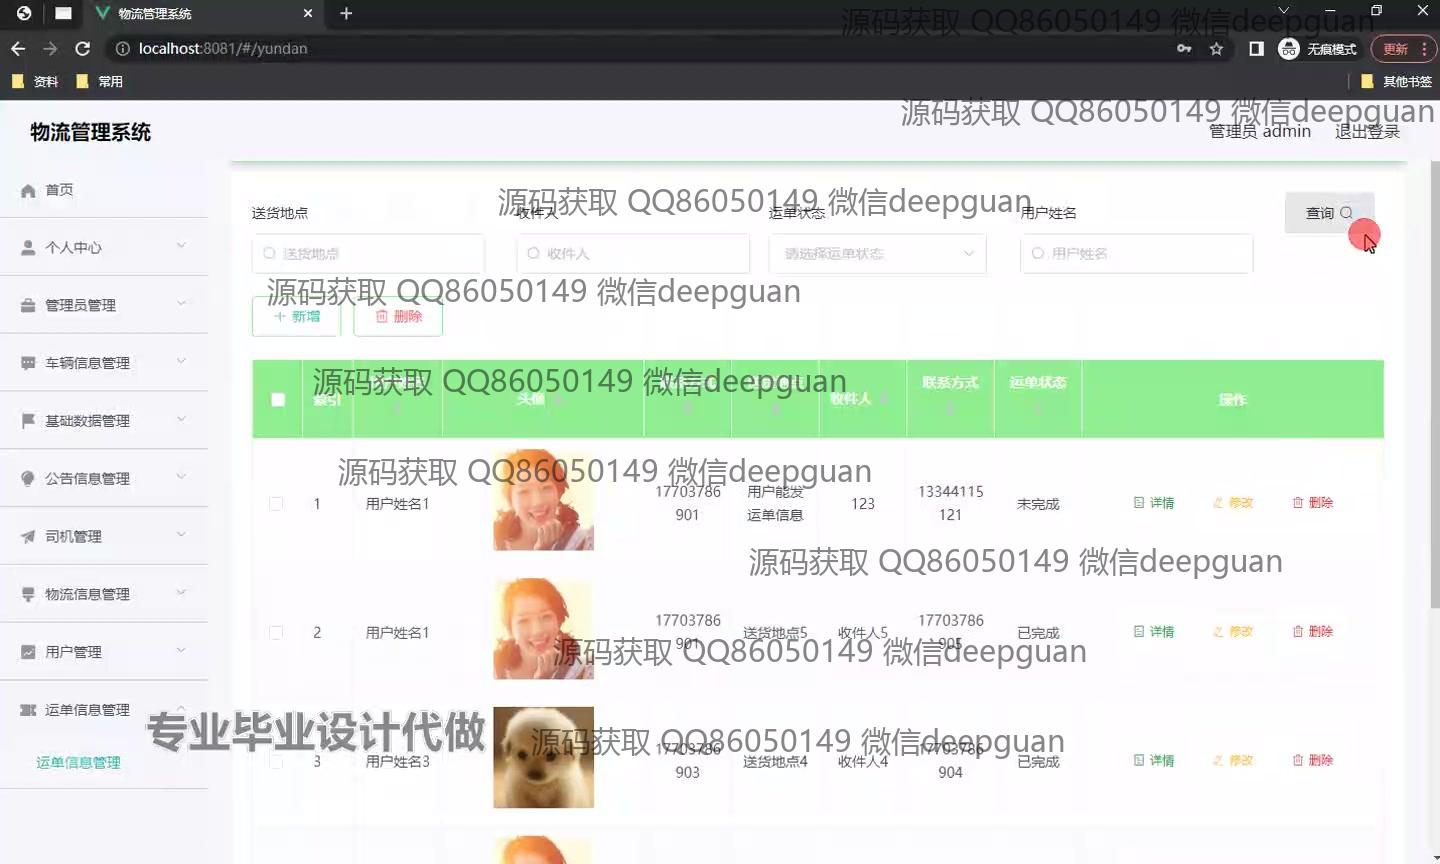 物流管理系统
源码获取 QQ86050149 微信deepguan
localhost:8081/#/yundan
无痕模式
更新
资料
常用
其他书签
源码获取 QQ86050149 微信deepguan
物流管理系统
管理员 admin
退出登录
首页
个人中心
管理员管理
车辆信息管理
基础数据管理
公告信息管理
司机管理
物流信息管理
用户管理
运单信息管理
运单信息管理
源码获取 QQ86050149 微信deepguan
送货地点
收件人
运单状态
用户姓名
查询
送货地点
收件人
请选择运单状态
用户姓名
源码获取 QQ86050149 微信deepguan
新增
删除
源码获取 QQ86050149 微信deepguan
索引
头像
收件人
联系方式
运单状态
操作
源码获取 QQ86050149 微信deepguan
1
用户姓名1
17703786
901
用户能发
运单信息
123
13344115
121
未完成
详情
修改
删除
源码获取 QQ86050149 微信deepguan
2
用户姓名1
17703786
901
送货地点5
收件人5
17703786
905
已完成
详情
修改
删除
源码获取 QQ86050149 微信deepguan
专业毕业设计代做
源码获取 QQ86050149 微信deepguan
3
用户姓名3
17703786
903
送货地点4
收件人4
17703786
904
已完成
详情
修改
删除